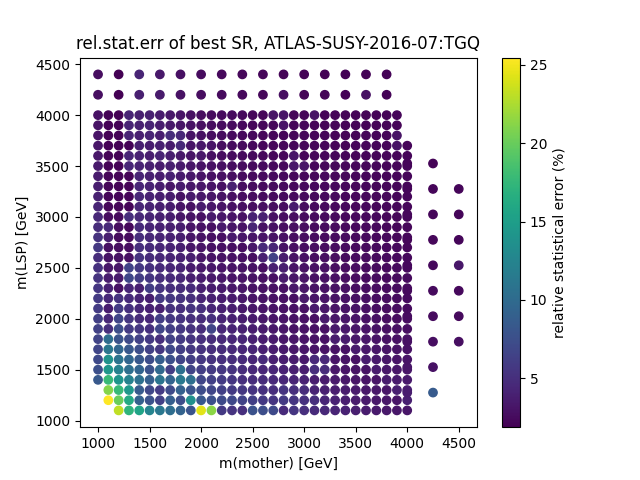 rel.stat.err of best SR, ATLAS-SUSY-2016-07:TGQ
4500
4000
3500
3000
2500
2000
1500
1000
m(LSP) [GeV]
1000 1500 2000 2500 3000 3500 4000 4500
m(mother) [GeV]
25
20
15
10
5
relative statistical error (%)